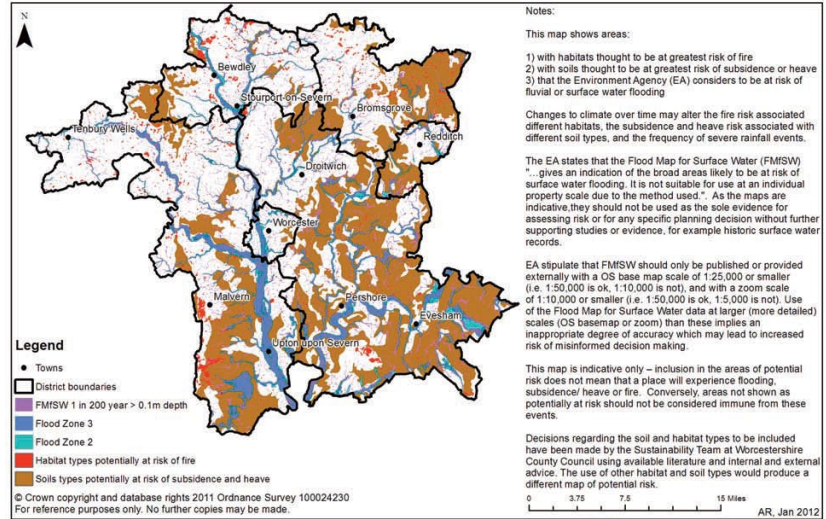 N
Bewdley
Stourport-on-Severn
Bromsgrove
Tenbury Wells
Redditch
Droitwich
Worcester
Malvern
Pershore
Evesham
Upton upon Severn
Legend
Towns
District boundaries
FMfSW 1 in 200 year > 0.1m depth
Flood Zone 3
Flood Zone 2
Habitat types potentially at risk of fire
Soils types potentially at risk of subsidence and heave
© Crown copyright and database rights 2011 Ordnance Survey 100024230
For reference purposes only. No further copies may be made.
Notes:
This map shows areas:
1) with habitats thought to be at greatest risk of fire
2) with soils thought to be at greatest risk of subsidence or heave
3) that the Environment Agency (EA) considers to be at risk of
fluvial or surface water flooding
Changes to climate over time may alter the fire risk associated
different habitats, the subsidence and heave risk associated with
different soil types, and the frequency of severe rainfall events.
The EA states that the Flood Map for Surface Water (FMfSW)
"...gives an indication of the broad areas likely to be at risk of
surface water flooding. It is not suitable for use at an individual
property scale due to the method used.". As the maps are
indicative,they should not be used as the sole evidence for
assessing risk or for any specific planning decision without further
supporting studies or evidence, for example historic surface water
records.
EA stipulate that FMfSW should only be published or provided
externally with a OS base map scale of 1:25,000 or smaller
(i.e. 1:50,000 is ok, 1:10,000 is not), and with a zoom scale
of 1:10,000 or smaller (i.e. 1:50,000 is ok, 1:5,000 is not). Use
of the Flood Map for Surface Water data at larger (more detailed)
scales (OS basemap or zoom) than these implies an
inappropriate degree of accuracy which may lead to increased
risk of misinformed decision making.
This map is indicative only – inclusion in the areas of potential
risk does not mean that a place will experience flooding,
subsidence/ heave or fire. Conversely, areas not shown as
potentially at risk should not be considered immune from these
events.
Decisions regarding the soil and habitat types to be included
have been made by the Sustainability Team at Worcestershire
County Council using available literature and internal and external
advice. The use of other habitat and soil types would produce a
different map of potential risk.
0 3.75 7.5 15 Miles
AR, Jan 2012